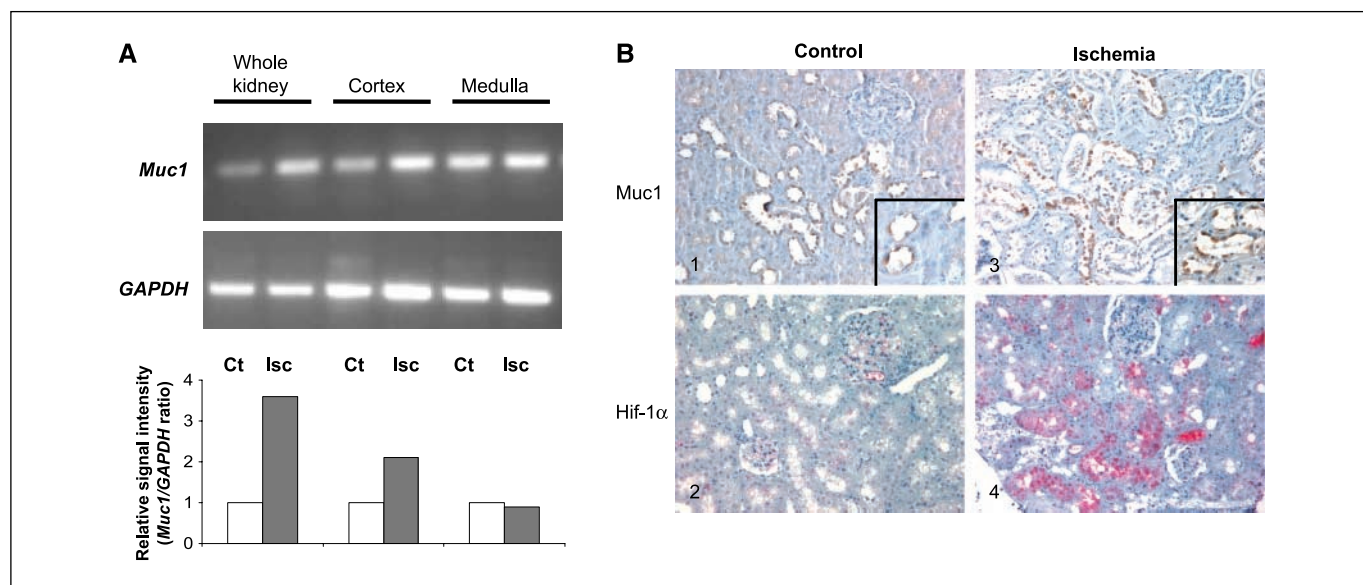 A
Whole kidney
Cortex
Medulla
Muc1
GAPDH
Ct Isc Ct Isc Ct Isc
Relative signal intensity
(Muc1/GAPDH ratio)
4
3
2
1
0
B
Control
Ischemia
Muc1
1
3
Hif-1α
2
4